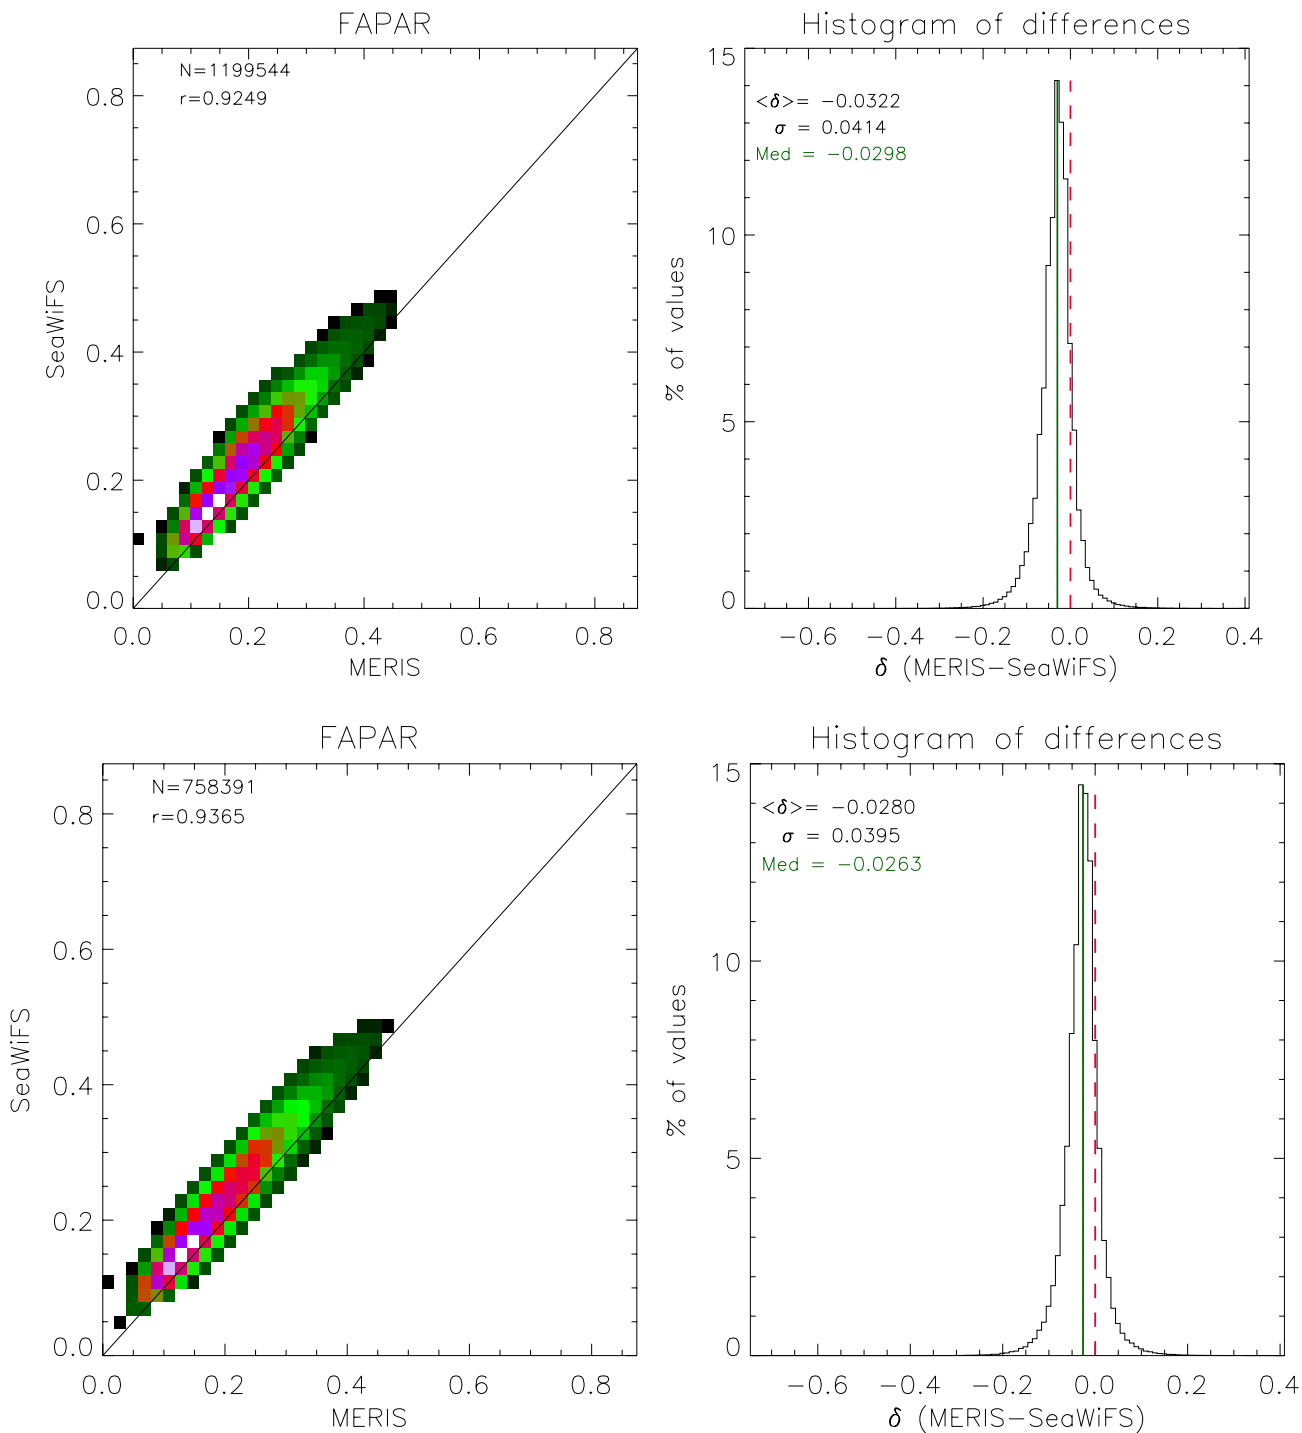 FAPAR
N=1199544
r=0.9249
0.8
0.6
0.4
0.2
0.0
SeaWiFS
0.0 0.2 0.4 0.6 0.8
MERIS
Histogram of differences
<δ>= −0.0322
σ = 0.0414
Med = −0.0298
15
10
5
0
% of values
−0.6 −0.4 −0.2 0.0 0.2 0.4
δ (MERIS−SeaWiFS)
FAPAR
N=758391
r=0.9365
0.8
0.6
0.4
0.2
0.0
SeaWiFS
0.0 0.2 0.4 0.6 0.8
MERIS
Histogram of differences
<δ>= −0.0280
σ = 0.0395
Med = −0.0263
15
10
5
0
% of values
−0.6 −0.4 −0.2 0.0 0.2 0.4
δ (MERIS−SeaWiFS)